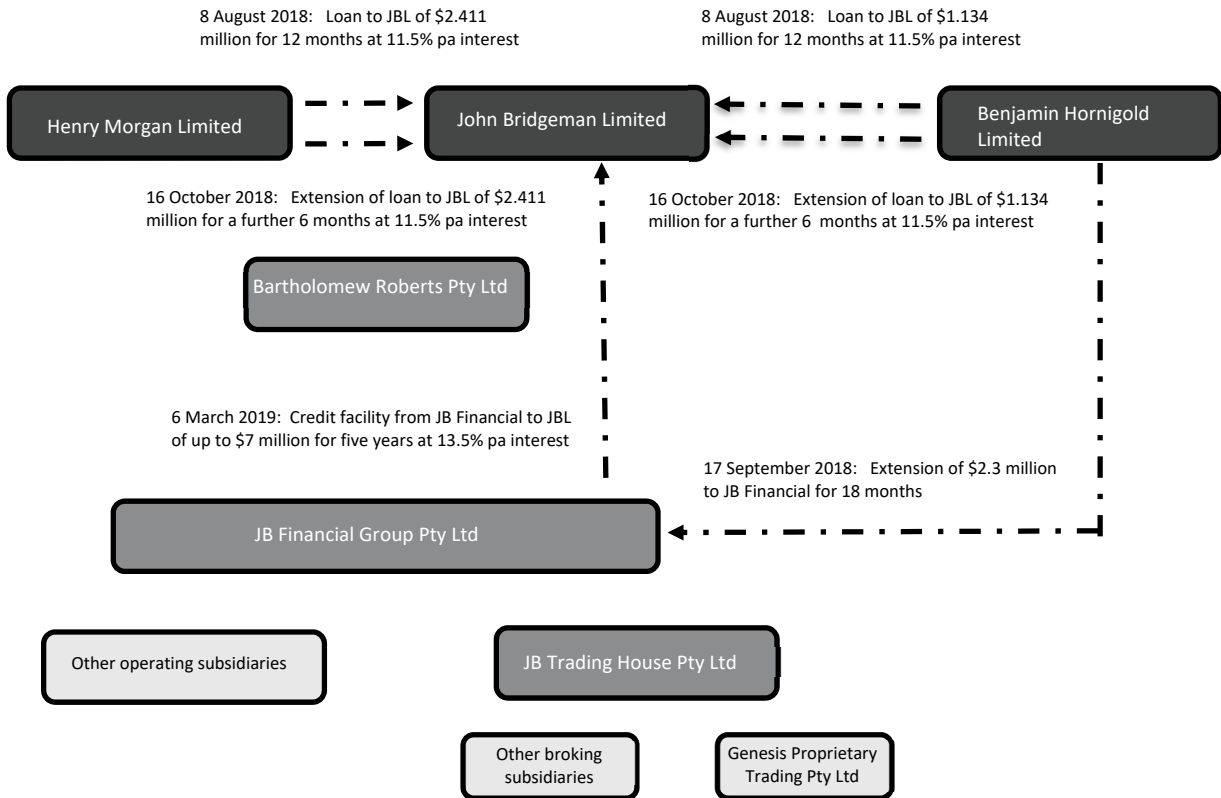 8 August 2018: Loan to JBL of $2.411
million for 12 months at 11.5% pa interest
8 August 2018: Loan to JBL of $1.134
million for 12 months at 11.5% pa interest
Henry Morgan Limited
John Bridgeman Limited
Benjamin Hornigold
Limited
16 October 2018: Extension of loan to JBL of $2.411
million for a further 6 months at 11.5% pa interest
16 October 2018: Extension of loan to JBL of $1.134
million for a further 6 months at 11.5% pa interest
Bartholomew Roberts Pty Ltd
6 March 2019: Credit facility from JB Financial to JBL
of up to $7 million for five years at 13.5% pa interest
17 September 2018: Extension of $2.3 million
to JB Financial for 18 months
JB Financial Group Pty Ltd
Other operating subsidiaries
JB Trading House Pty Ltd
Other broking
subsidiaries
Genesis Proprietary
Trading Pty Ltd